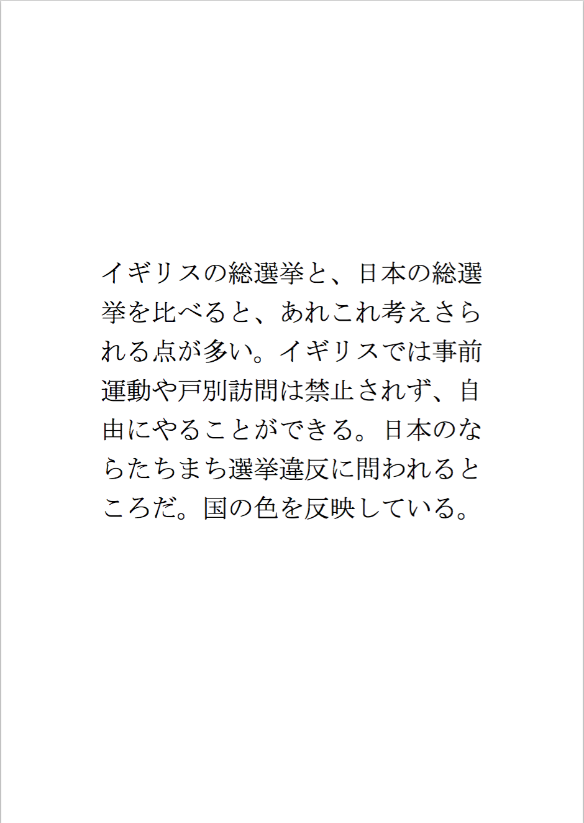 イギリスの総選挙と、日本の総選
挙を比べると、あれこれ考えさら
れる点が多い。イギリスでは事前
運動や戸別訪問は禁止されず、自
由にやることができる。日本のな
らたちまち選挙違反に問われると
ころだ。国の色を反映している。